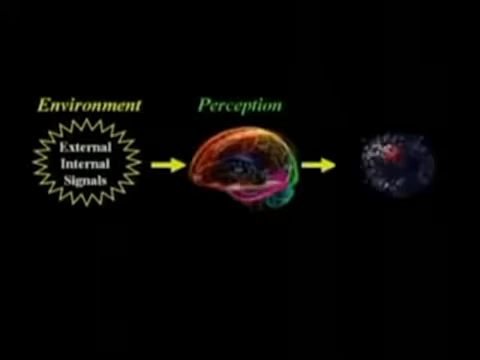 Environment
Perception
External
Internal
Signals